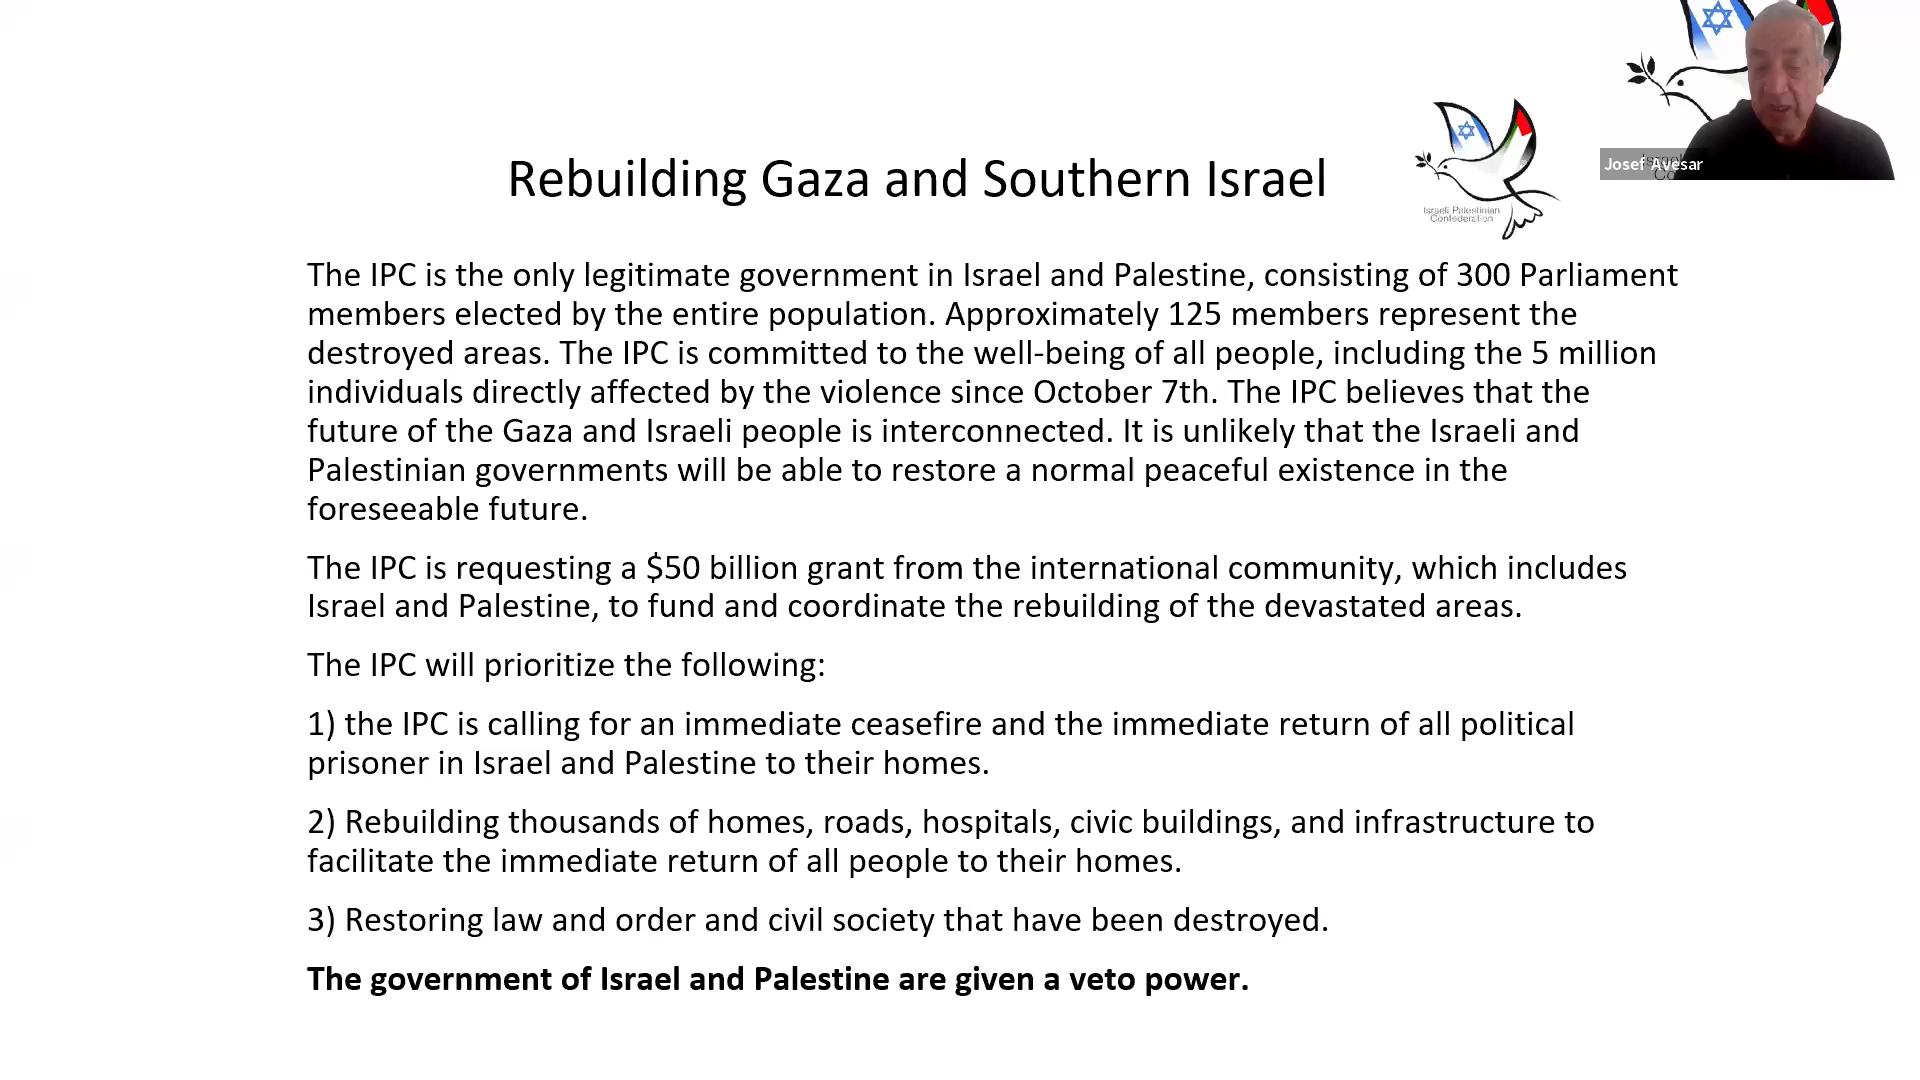 Josef Avesar
Rebuilding Gaza and Southern Israel
Israeli Palestinian
Confederation
The IPC is the only legitimate government in Israel and Palestine, consisting of 300 Parliament
members elected by the entire population. Approximately 125 members represent the
destroyed areas. The IPC is committed to the well-being of all people, including the 5 million
individuals directly affected by the violence since October 7th. The IPC believes that the
future of the Gaza and Israeli people is interconnected. It is unlikely that the Israeli and
Palestinian governments will be able to restore a normal peaceful existence in the
foreseeable future.
The IPC is requesting a $50 billion grant from the international community, which includes
Israel and Palestine, to fund and coordinate the rebuilding of the devastated areas.
The IPC will prioritize the following:
1) the IPC is calling for an immediate ceasefire and the immediate return of all political
prisoner in Israel and Palestine to their homes.
2) Rebuilding thousands of homes, roads, hospitals, civic buildings, and infrastructure to
facilitate the immediate return of all people to their homes.
3) Restoring law and order and civil society that have been destroyed.
The government of Israel and Palestine are given a veto power.